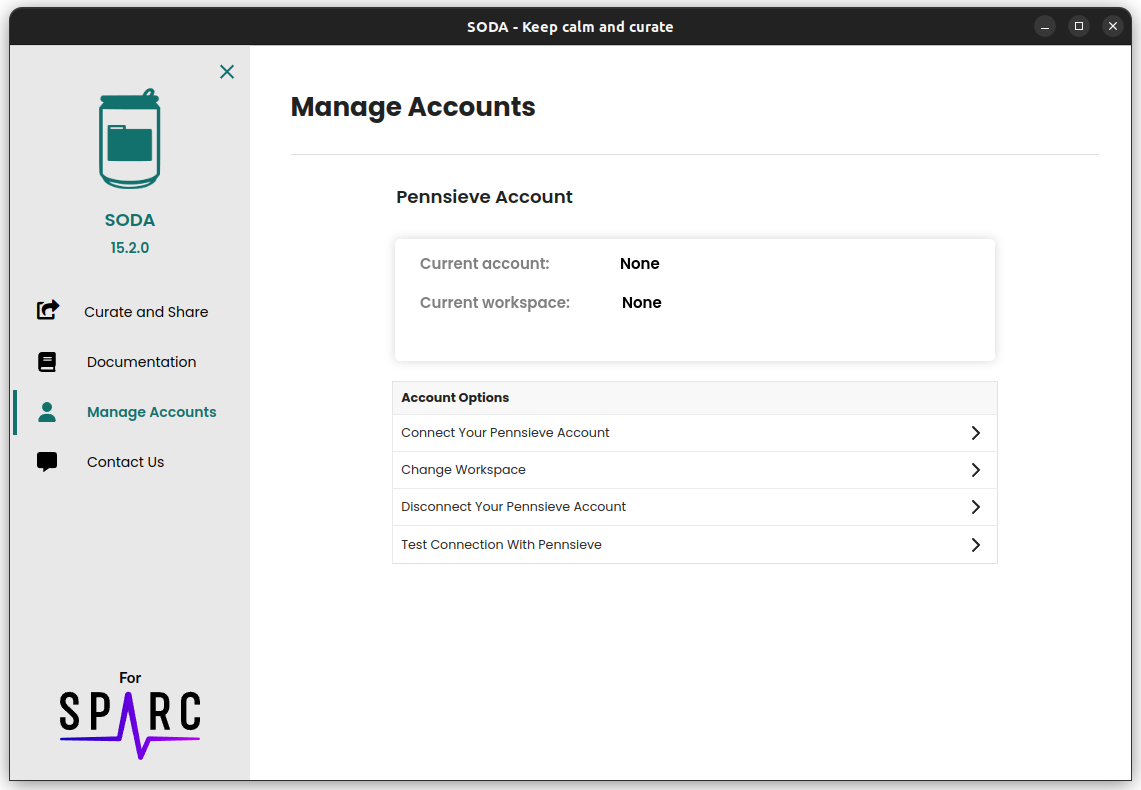 SODA - Keep calm and curate
SODA
15.2.0
Curate and Share
Documentation
Manage Accounts
Contact Us
For
SPARC
Manage Accounts
Pennsieve Account
Current account: None
Current workspace: None
Account Options
Connect Your Pennsieve Account
Change Workspace
Disconnect Your Pennsieve Account
Test Connection With Pennsieve